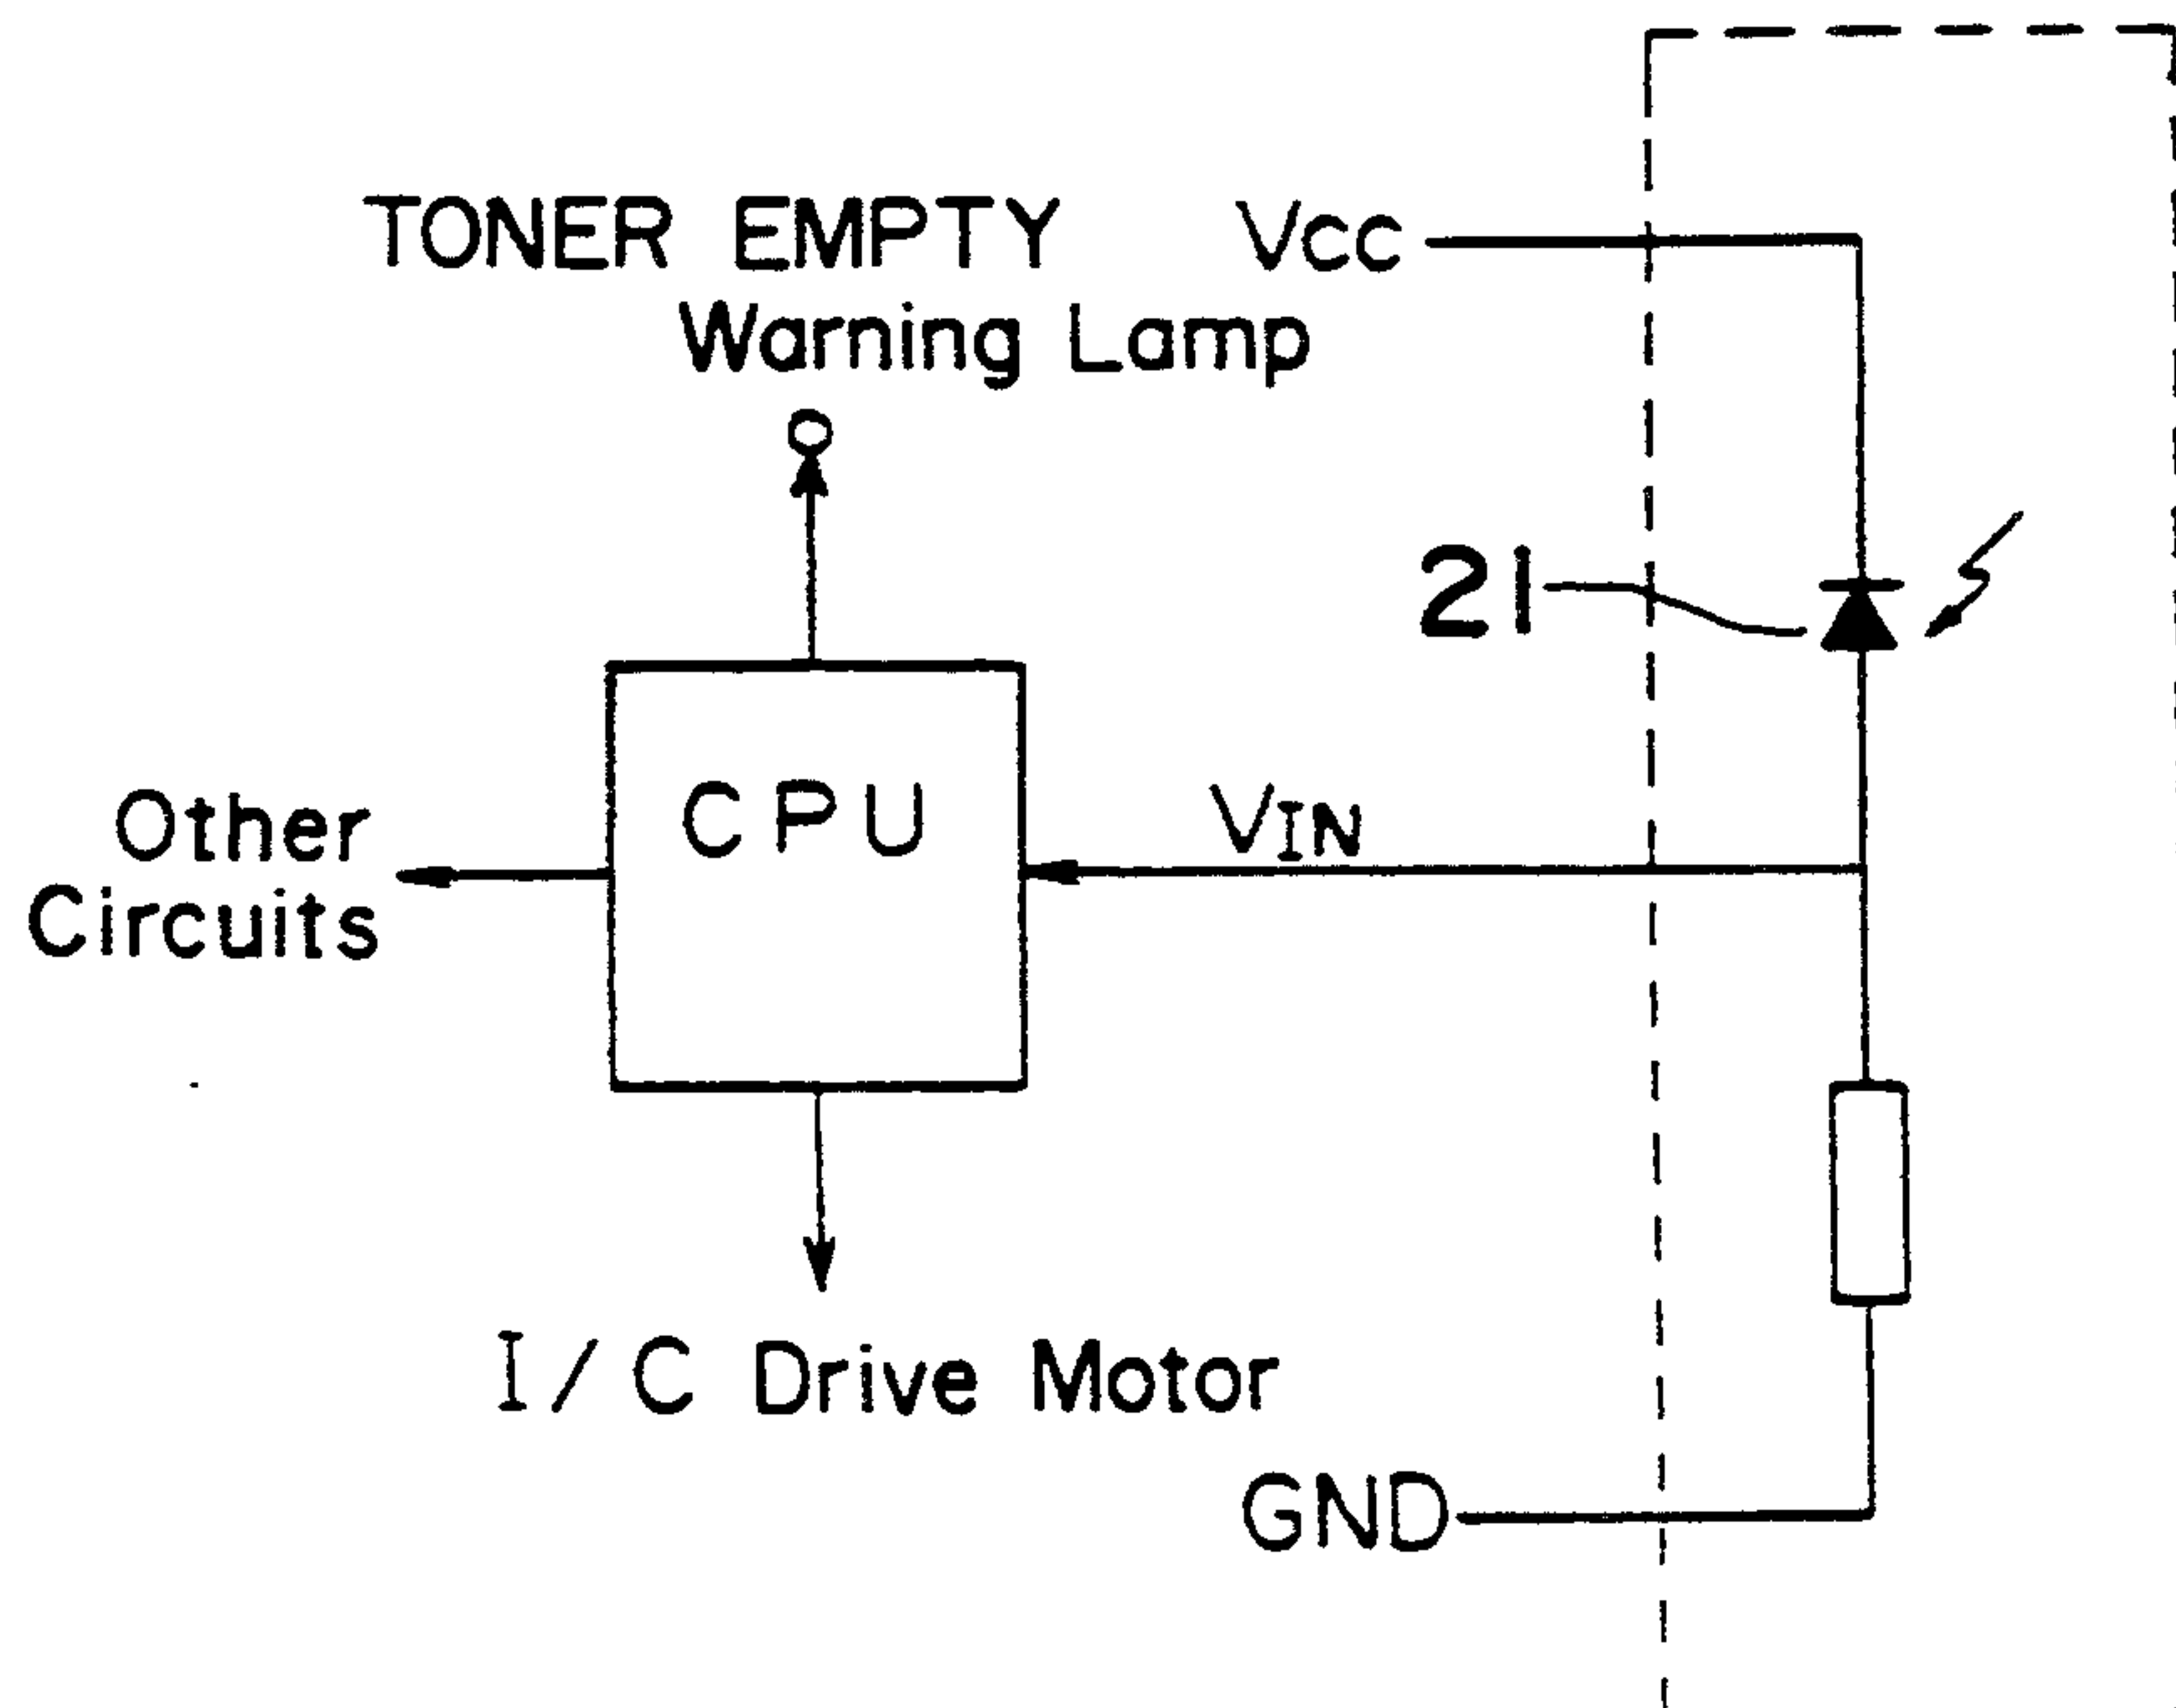 TONER EMPTY
Warning Lamp
VCC
21
CPU
VIN
Other
Circuits
I/C Drive Motor
GND